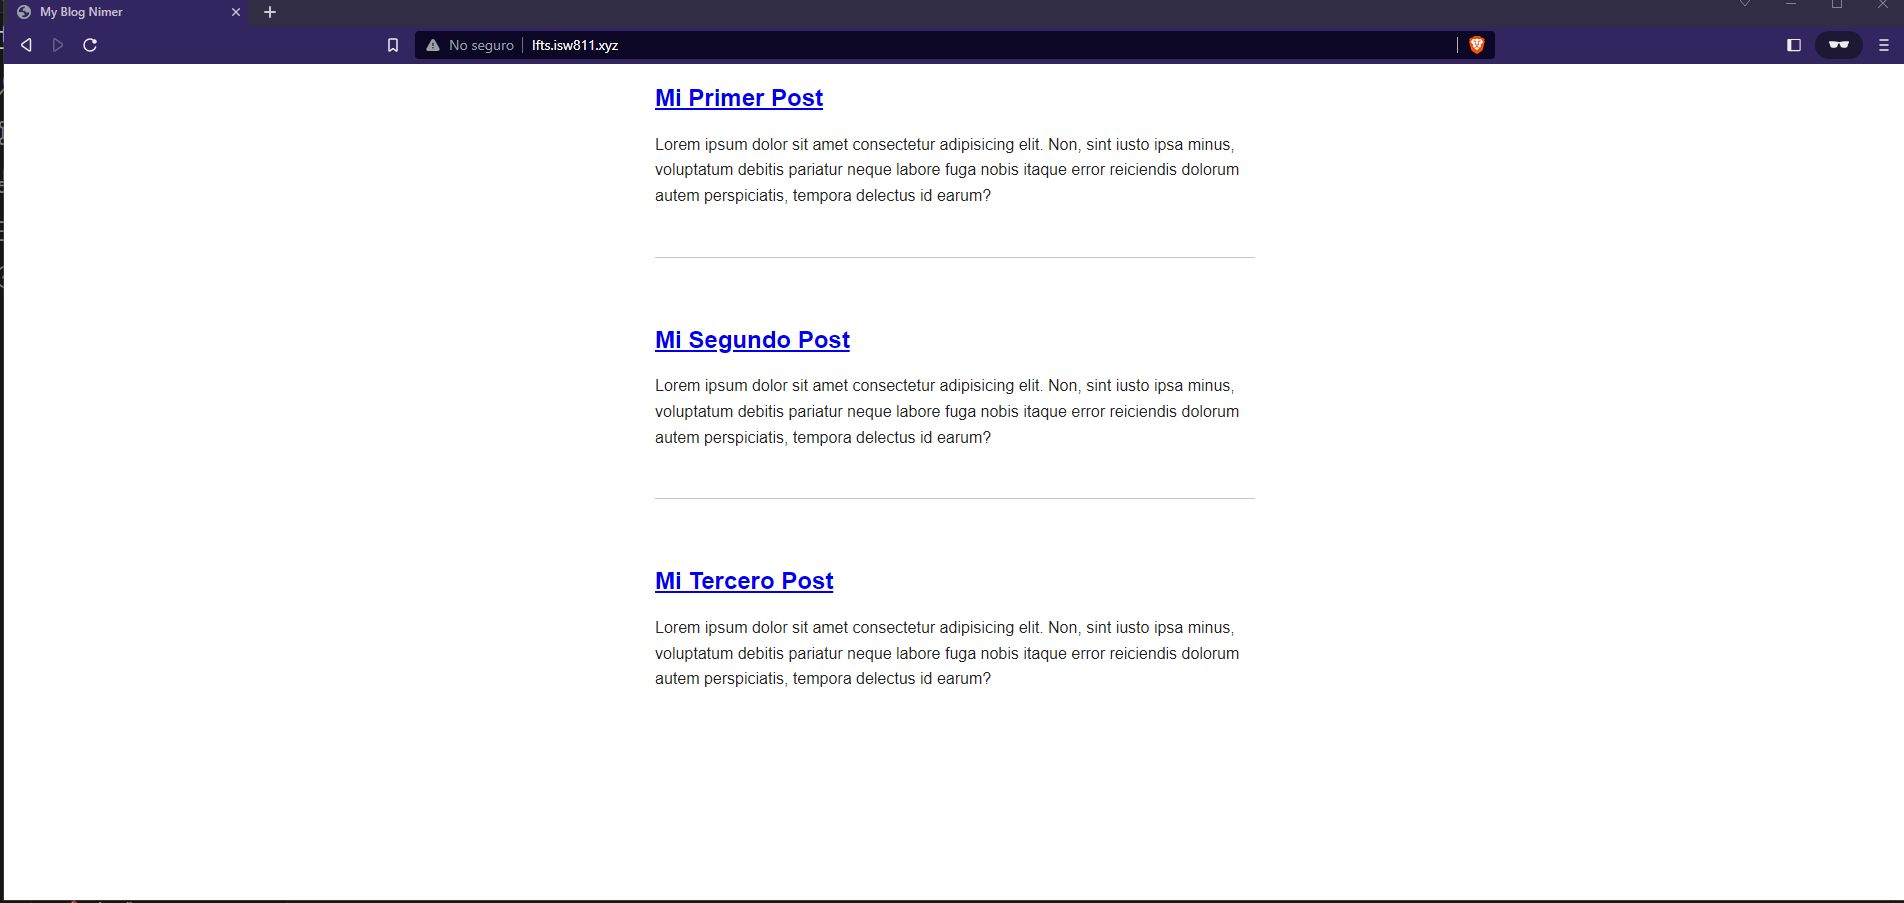 My Blog Nimer
No seguro lfts.isw811.xyz
Mi Primer Post
Lorem ipsum dolor sit amet consectetur adipisicing elit. Non, sint iusto ipsa minus,
voluptatum debitis pariatur neque labore fuga nobis itaque error reiciendis dolorum
autem perspiciatis, tempora delectus id earum?
Mi Segundo Post
Lorem ipsum dolor sit amet consectetur adipisicing elit. Non, sint iusto ipsa minus,
voluptatum debitis pariatur neque labore fuga nobis itaque error reiciendis dolorum
autem perspiciatis, tempora delectus id earum?
Mi Tercero Post
Lorem ipsum dolor sit amet consectetur adipisicing elit. Non, sint iusto ipsa minus,
voluptatum debitis pariatur neque labore fuga nobis itaque error reiciendis dolorum
autem perspiciatis, tempora delectus id earum?